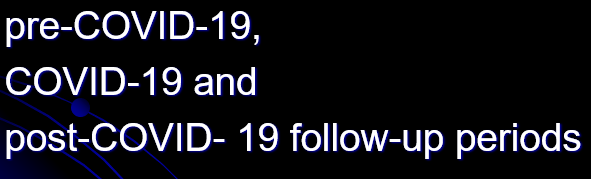 pre-COVID-19,
COVID-19 and
post-COVID- 19 follow-up periods